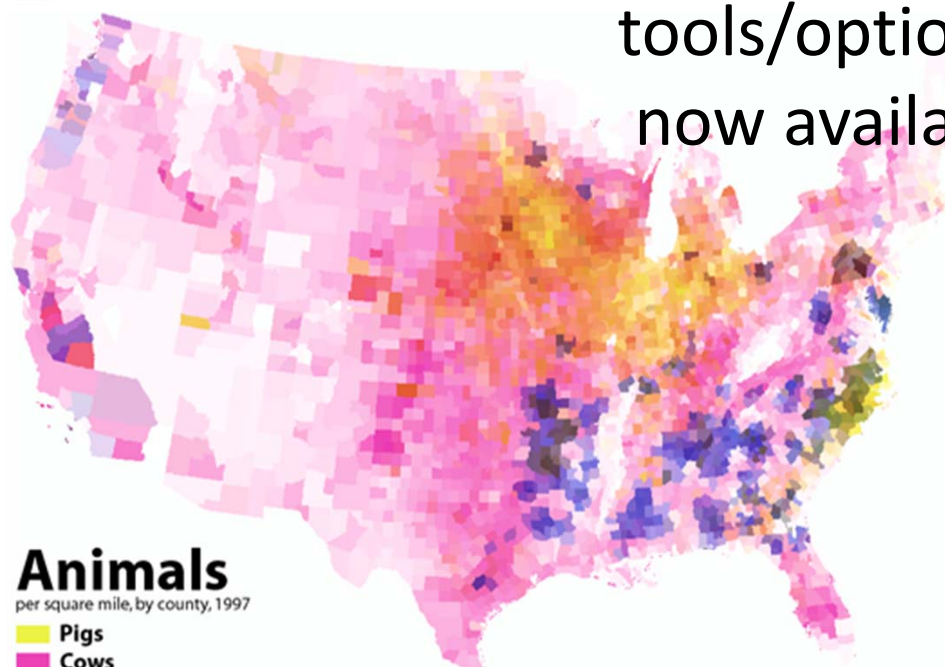 tools/optio
now availa
Animals
per square mile, by county, 1997
Pigs
Cows